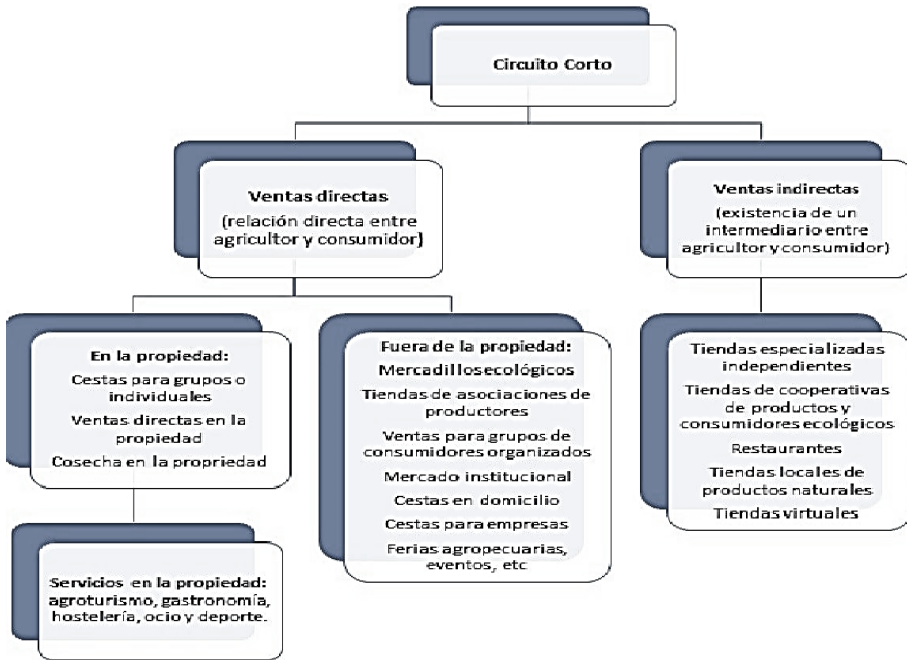 Circuito Corto
Ventas directas
(relación directa entre
agricultor y consumidor)
Ventas indirectas
(existencia de un
intermediario entre
agricultor y consumidor)
En la propiedad:
Cestas para grupos o
individuales
Ventas directas en la
propiedad
Cosecha en la propriedad
Fuera de la propiedad:
Mercadillos ecológicos
Tiendas de asociaciones de
productores
Ventas para grupos de
consumidores organizados
Mercado institucional
Cestas en domicilio
Cestas para empresas
Ferias agropecuarias,
eventos, etc
Tiendas especializadas
independientes
Tiendas de cooperativas
de productos y
consumidores ecológicos
Restaurantes
Tiendas locales de
productos naturales
Tiendas virtuales
Servicios en la propiedad:
agroturismo, gastronomía,
hostelería, ocio y deporte.